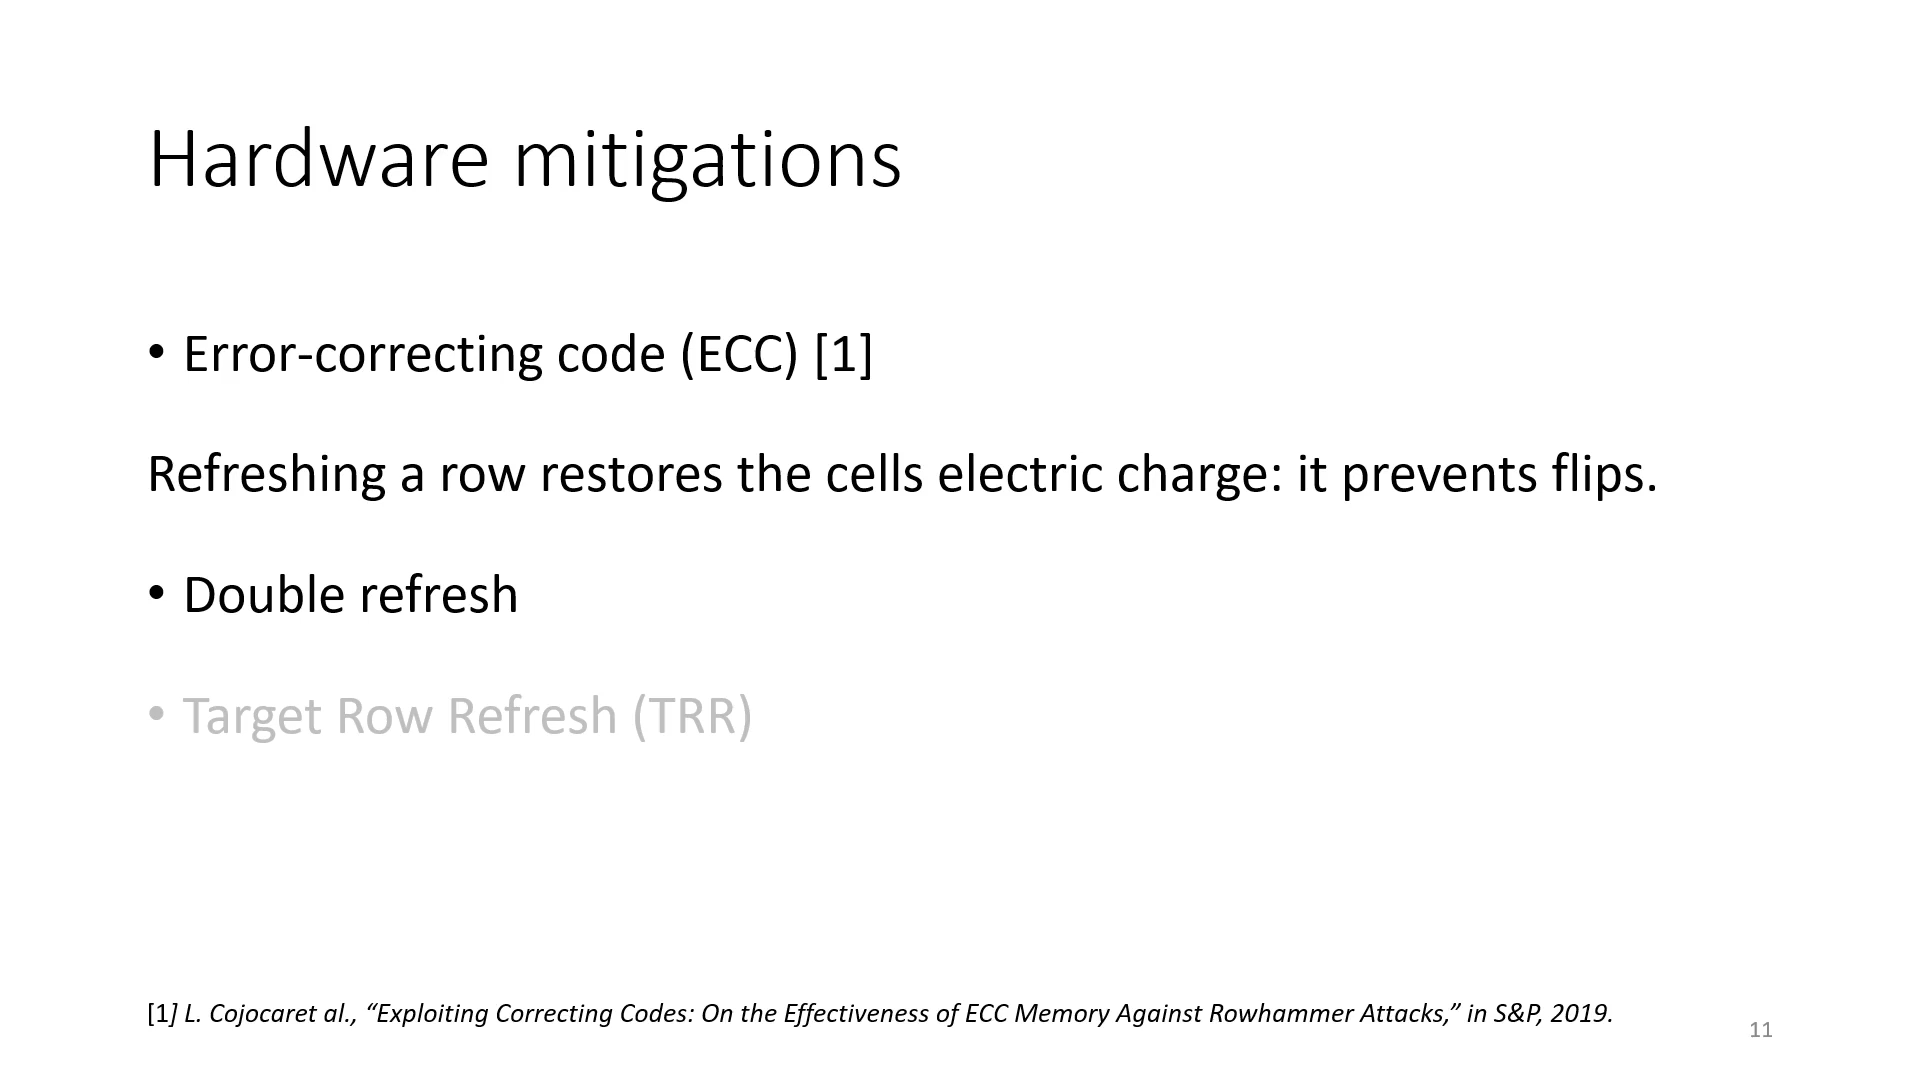 Hardware mitigations
• Error-correcting code (ECC) [1]
Refreshing a row restores the cells electric charge: it prevents flips.
• Double refresh
• Target Row Refresh (TRR)
[1] L. Cojocaret al., “Exploiting Correcting Codes: On the Effectiveness of ECC Memory Against Rowhammer Attacks,” in S&P, 2019.
11